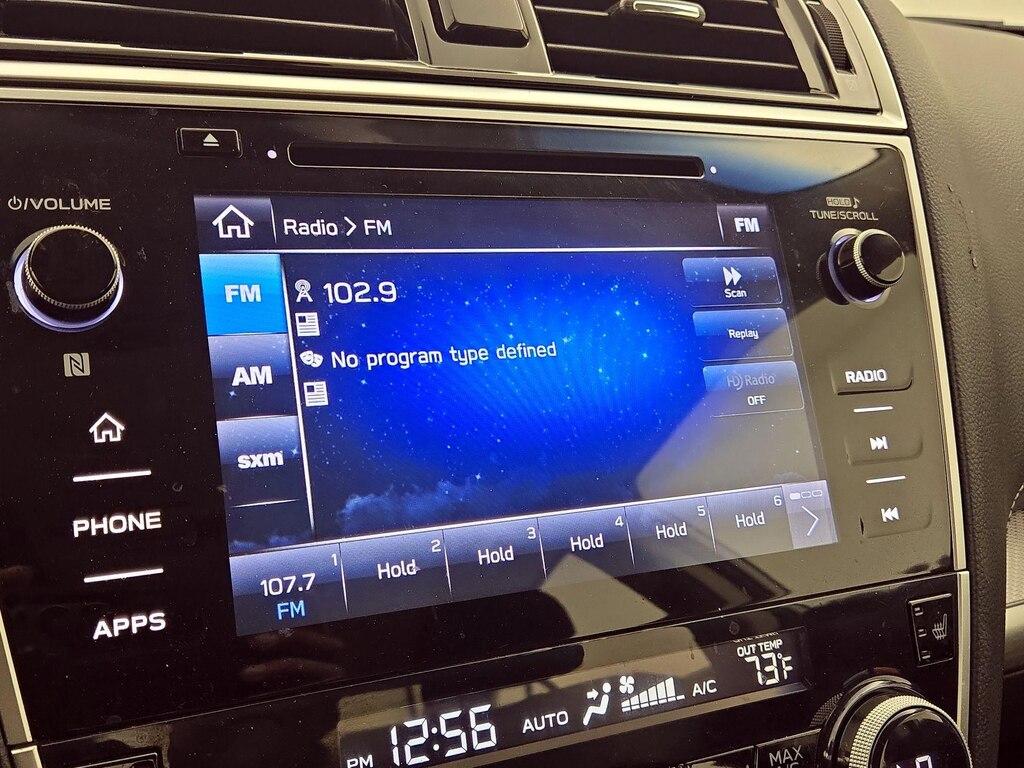 ⏻/VOLUME
HOLD ♪
TUNE/SCROLL
Radio > FM
FM
FM
102.9
Scan
AM
No program type defined
Replay
HD Radio
OFF
sxm
RADIO
N
PHONE
APPS
1
107.7
FM
2
Hold
3
Hold
4
Hold
5
Hold
6
Hold
OUT TEMP
73°F
PM 12:56
AUTO
A/C
MAX